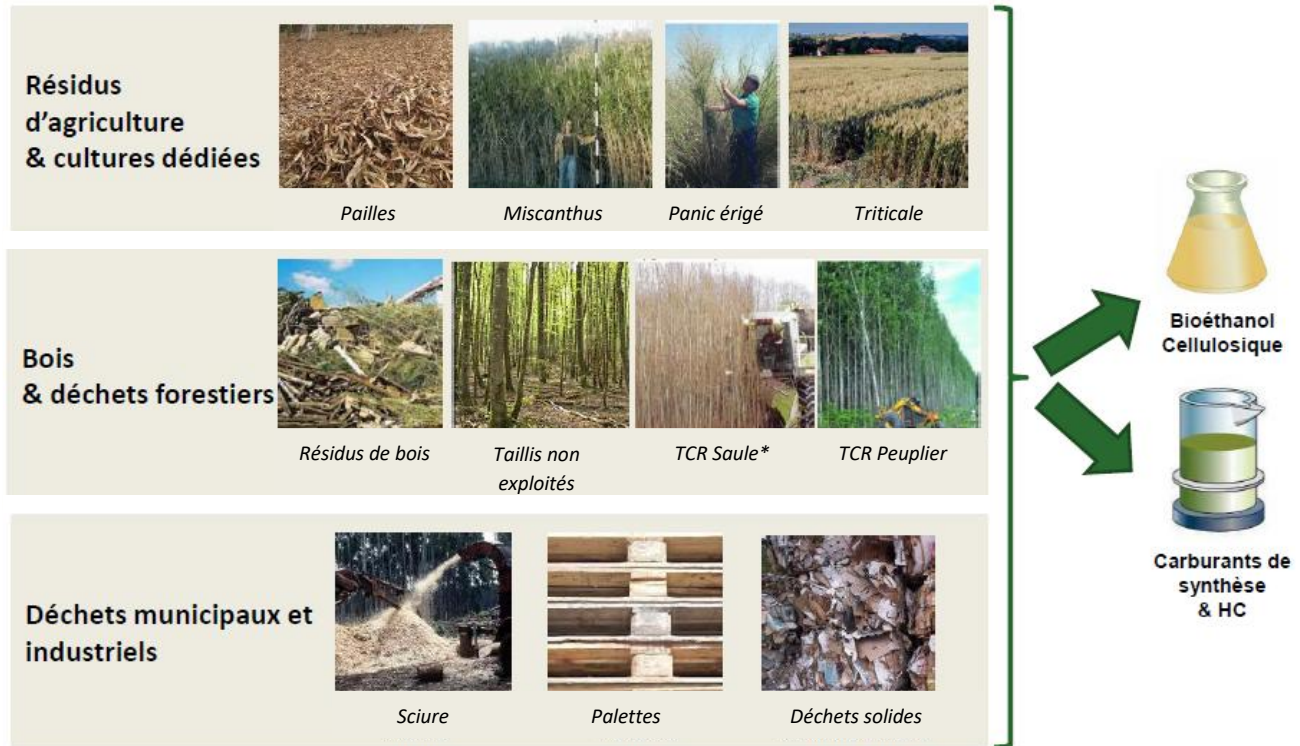 Résidus
d'agriculture
& cultures dédiées
Pailles
Miscanthus
Panic érigé
Triticale
Bois
& déchets forestiers
Résidus de bois
Taillis non
exploités
TCR Saule*
TCR Peuplier
Déchets municipaux et
industriels
Sciure
Palettes
Déchets solides
Bioéthanol
Cellulosique
Carburants de
synthèse
& HC